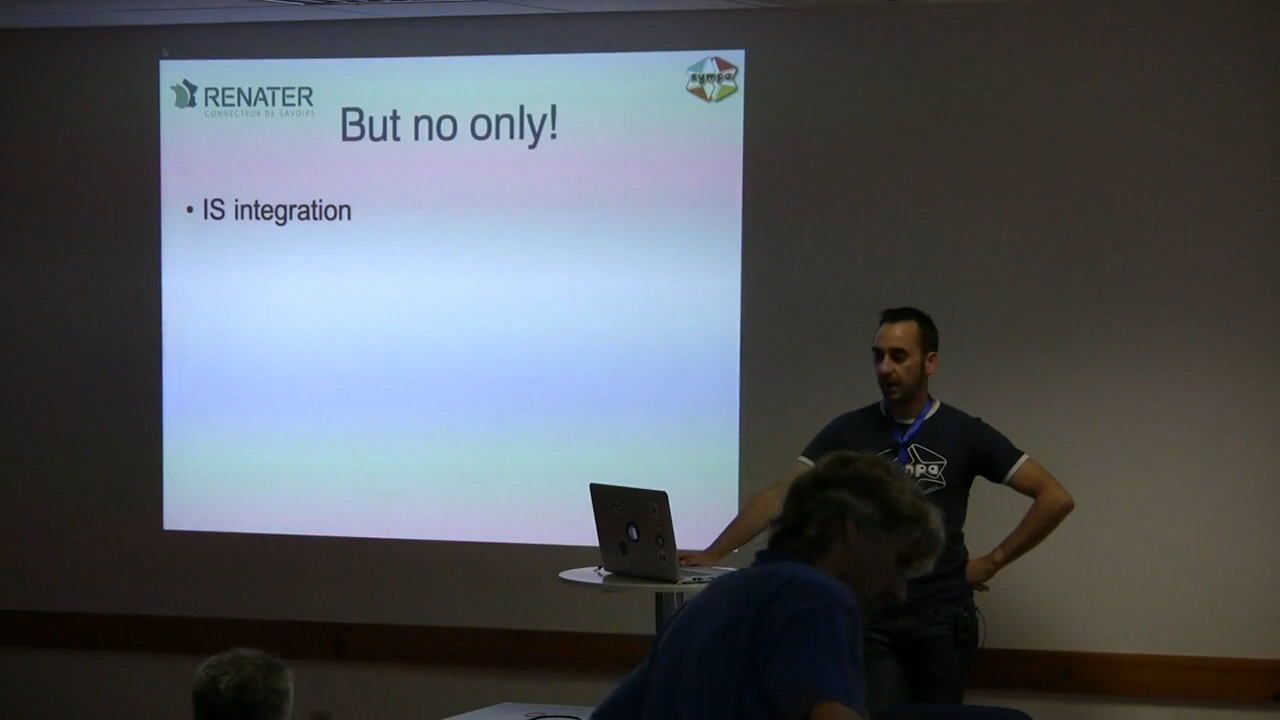 RENATER
CONNECTEUR DE SAVOIRS
sympa
But no only!
• IS integration